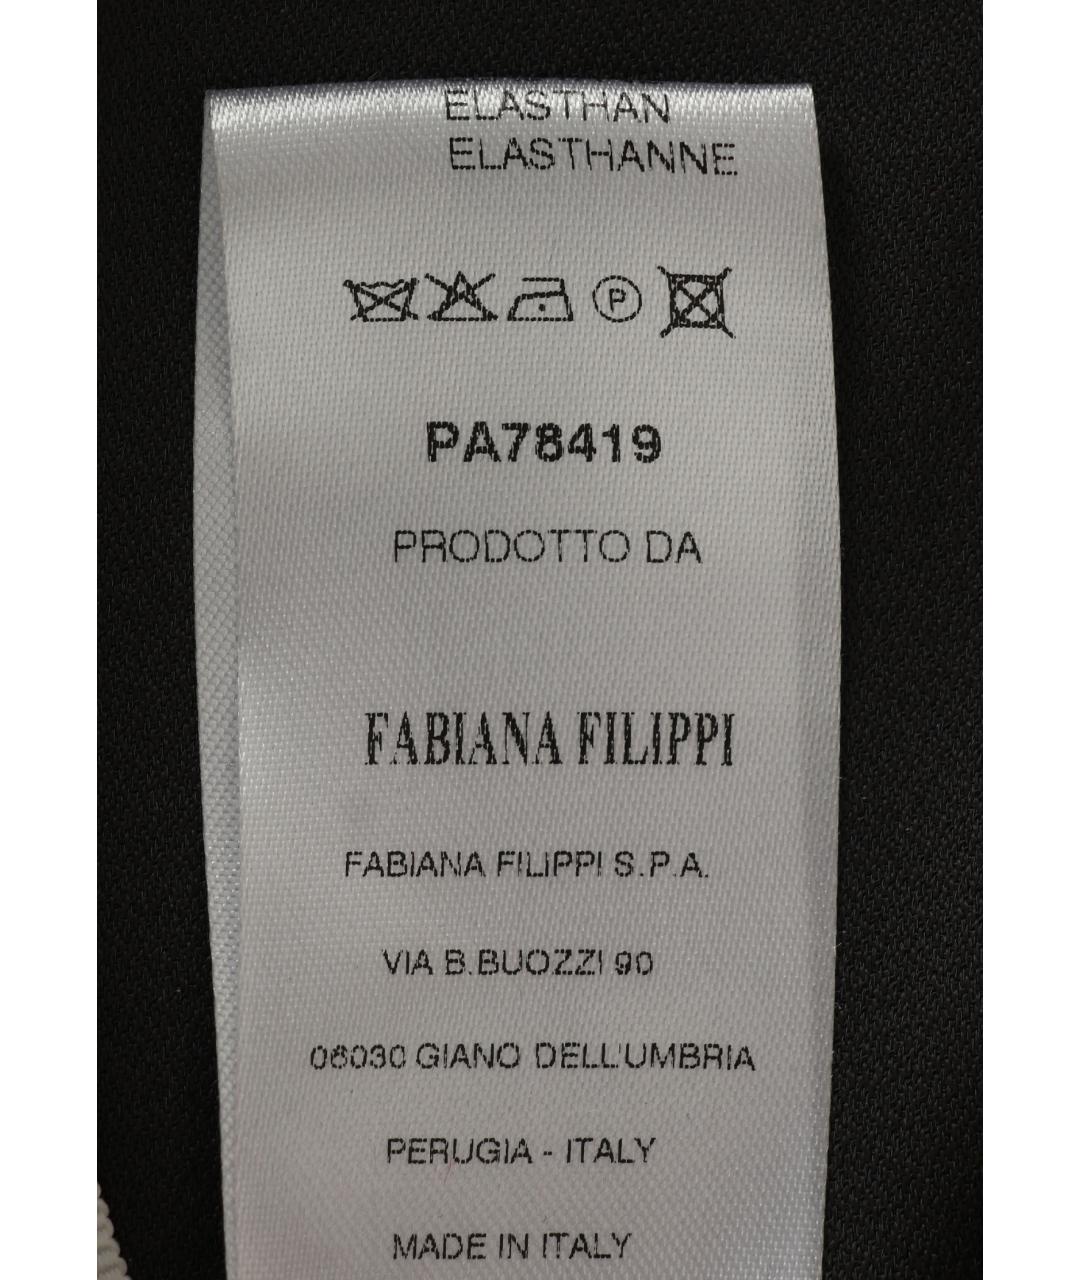 ELASTHAN
ELASTHANNE
P
PA78419
PRODOTTO DA
FABIANA FILIPPI
FABIANA FILIPPI S.P.A.
VIA B.BUOZZI 90
06030 GIANO DELL'UMBRIA
PERUGIA - ITALY
MADE IN ITALY